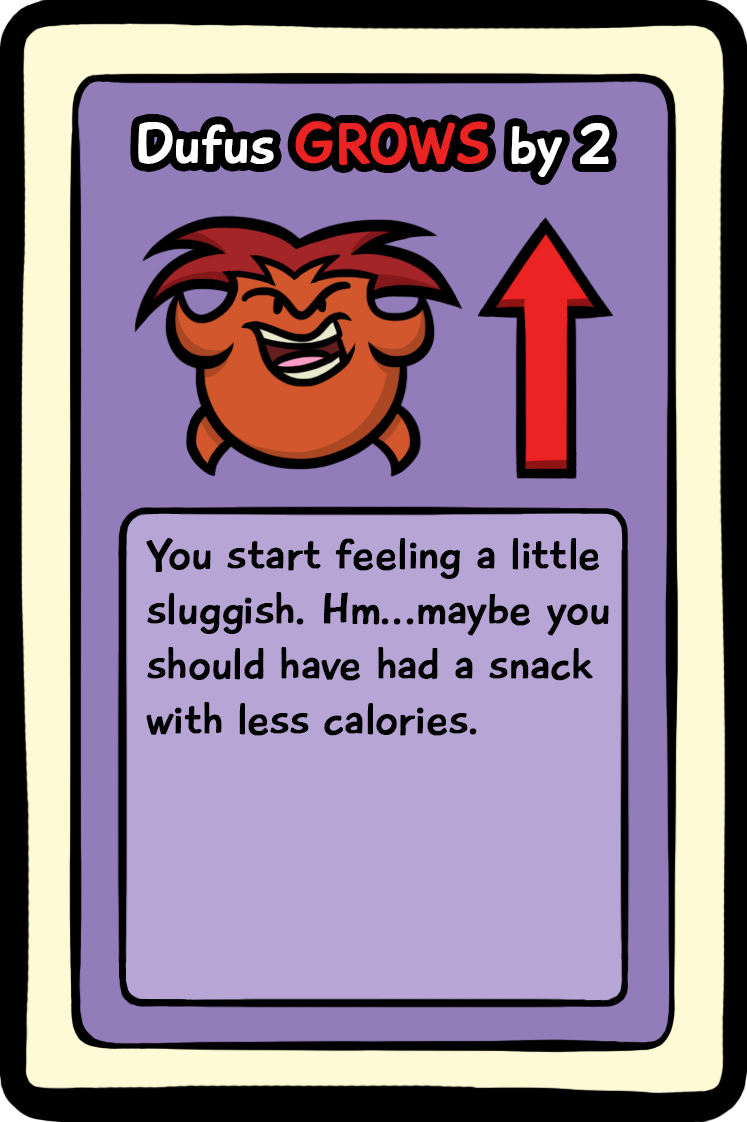 Dufus GROWS by 2
You start feeling a little
sluggish. Hm...maybe you
should have had a snack
with less calories.